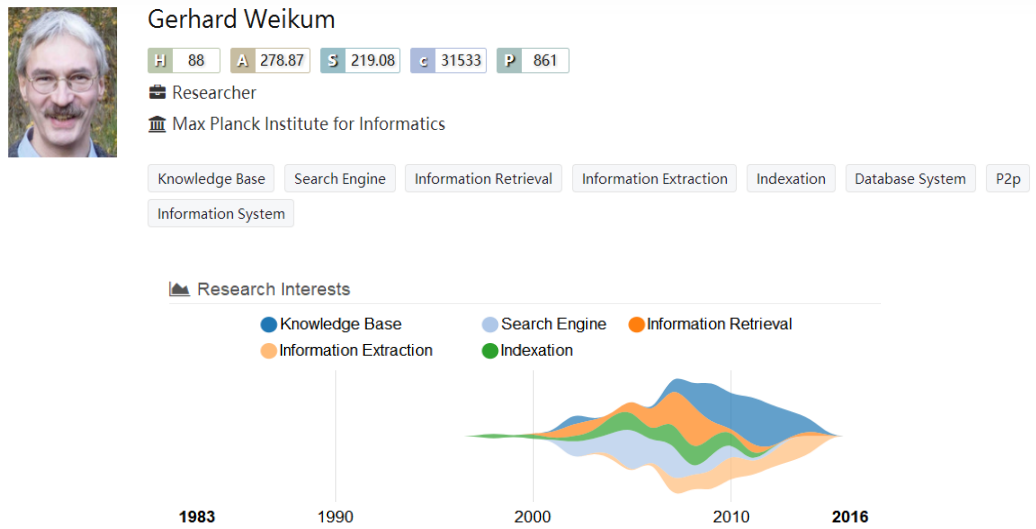 Gerhard Weikum
H 88 A 278.87 S 219.08 c 31533 P 861
Researcher
Max Planck Institute for Informatics
Knowledge Base Search Engine Information Retrieval Information Extraction Indexation Database System P2p
Information System
Research Interests
Knowledge Base Search Engine Information Retrieval
Information Extraction Indexation
1983 1990 2000 2010 2016